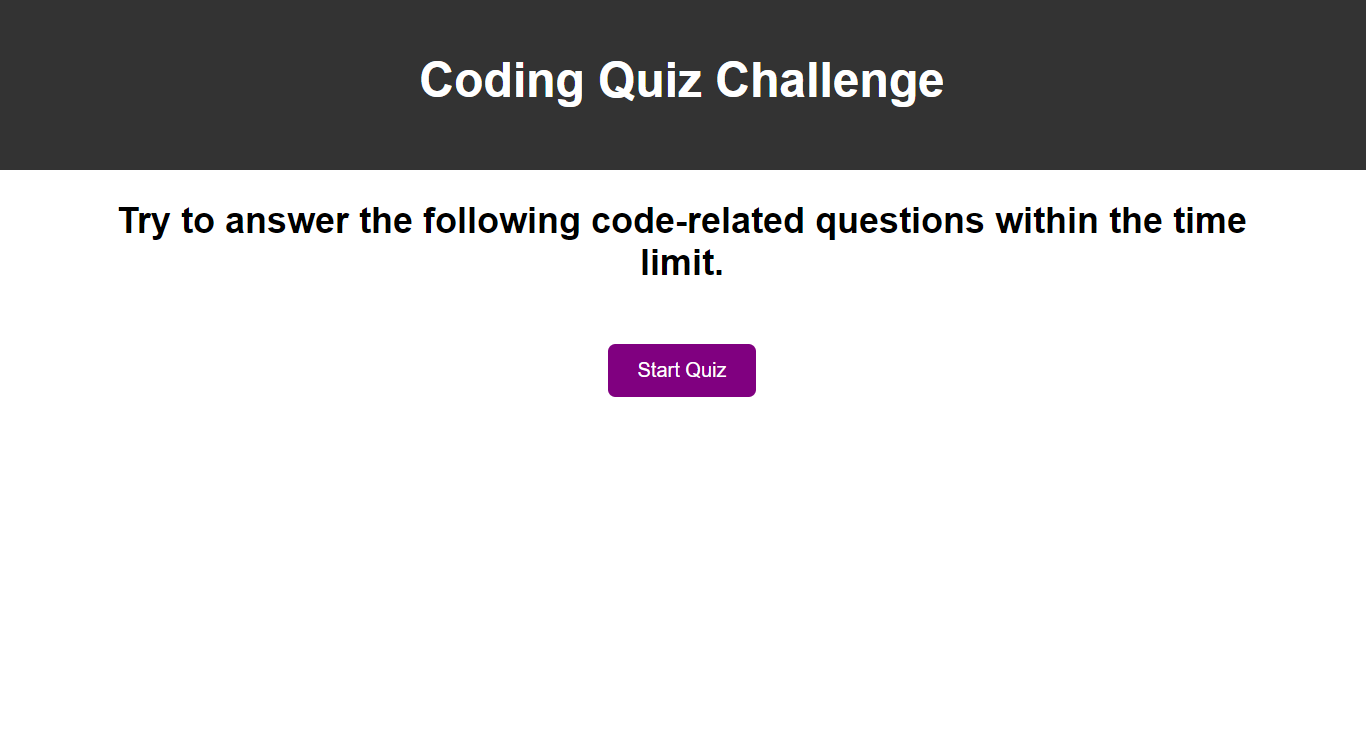 Coding Quiz Challenge
Try to answer the following code-related questions within the time
limit.
Start Quiz